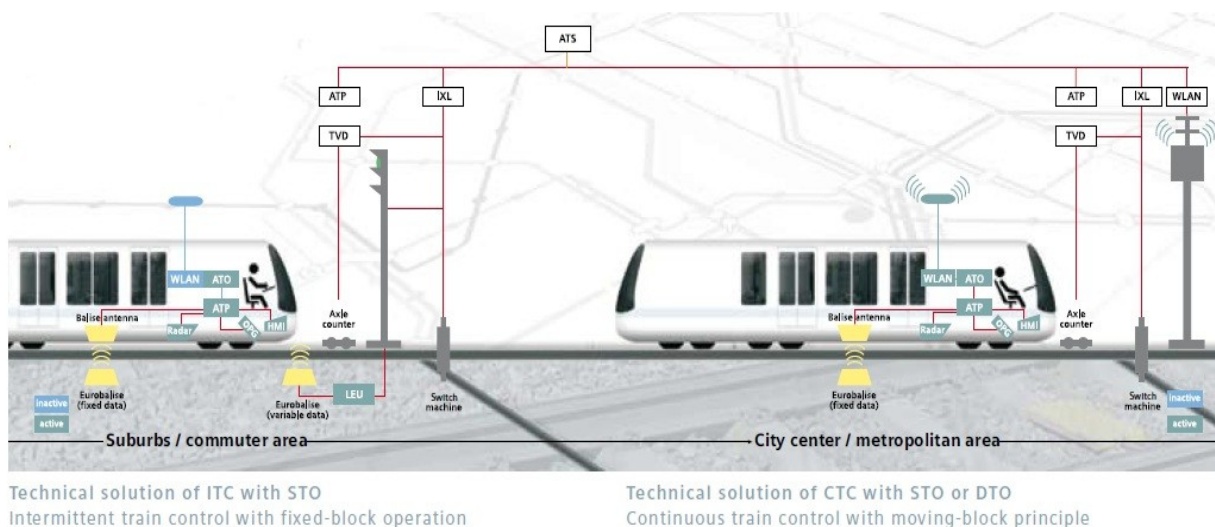 ATS
ATP
IXL
ATP
IXL
WLAN
TVD
TVD
WLAN
ATO
ATP
Balise antenna
Radar
OPG
HMI
Axle
counter
WLAN
ATO
ATP
Balise antenna
Radar
OPG
HMI
Axle
counter
Eurobalise
(fixed data)
Eurobalise
(variable data)
LEU
Switch
machine
Eurobalise
(fixed data)
Switch
machine
inactive
active
inactive
active
Suburbs / commuter area
City center / metropolitan area
Technical solution of ITC with STO
Intermittent train control with fixed-block operation
Technical solution of CTC with STO or DTO
Continuous train control with moving-block principle